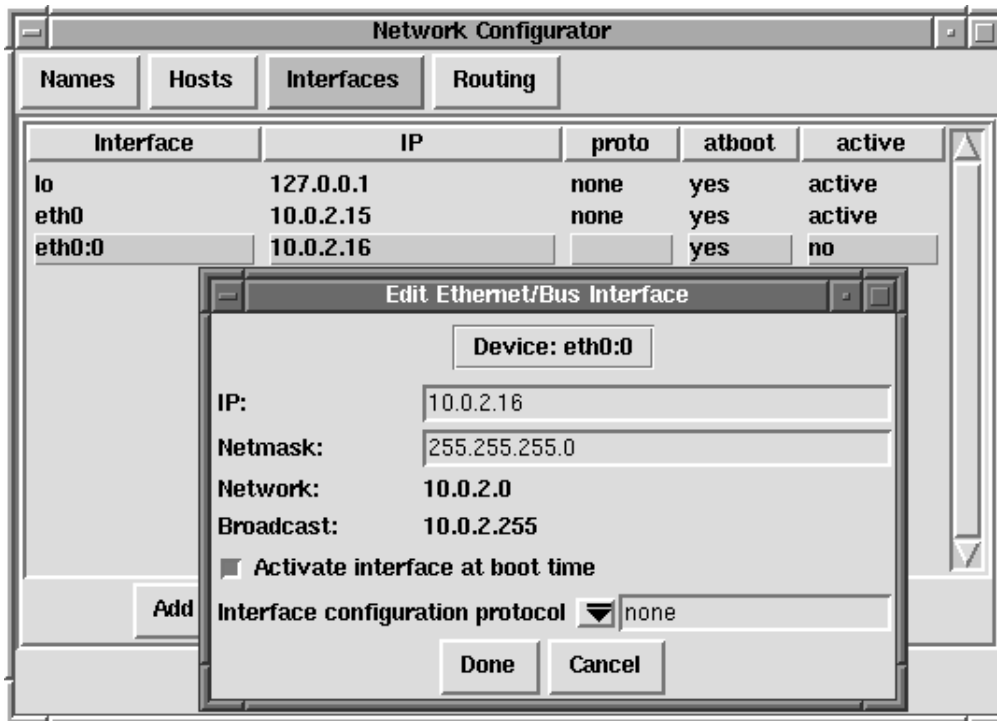 Network Configurator
Names Hosts Interfaces Routing
Interface IP proto atboot active
lo 127.0.0.1 none yes active
eth0 10.0.2.15 none yes active
eth0:0 10.0.2.16 yes no
Edit Ethernet/Bus Interface
Device: eth0:0
IP: 10.0.2.16
Netmask: 255.255.255.0
Network: 10.0.2.0
Broadcast: 10.0.2.255
Activate interface at boot time
Add
Interface configuration protocol none
Done Cancel